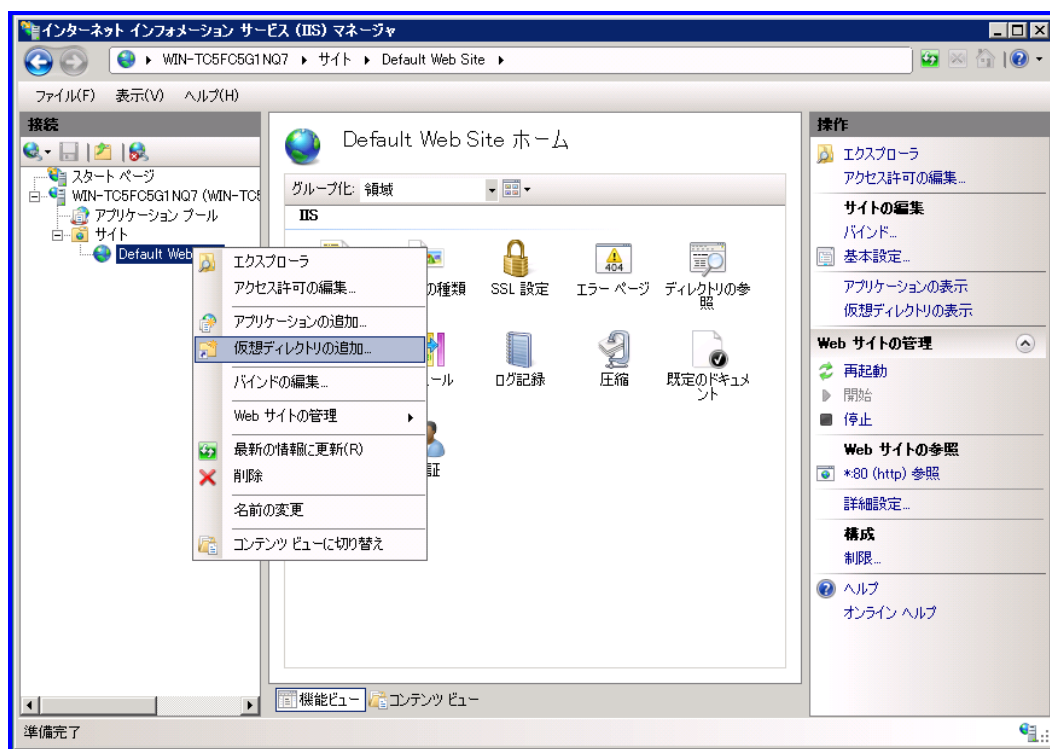 インターネット インフォメーション サービス (IIS) マネージャ
WIN-TC5FC5G1NQ7 サイト Default Web Site
ファイル(F) 表示(V) ヘルプ(H)
接続
スタート ページ
WIN-TC5FC5G1NQ7 (WIN-TC5
アプリケーション プール
サイト
Default Web
エクスプローラ
アクセス許可の編集...
アプリケーションの追加...
仮想ディレクトリの追加...
バインドの編集...
Web サイトの管理
最新の情報に更新(R)
削除
名前の変更
コンテンツ ビューに切り替え
Default Web Site ホーム
グループ化: 領域
IIS
の種類
SSL 設定
404
エラー ページ
ディレクトリの参
照
ール
ログ記録
圧縮
既定のドキュメ
ント
証
機能ビュー
コンテンツ ビュー
操作
エクスプローラ
アクセス許可の編集...
サイトの編集
バインド...
基本設定...
アプリケーションの表示
仮想ディレクトリの表示
Web サイトの管理
再起動
開始
停止
Web サイトの参照
*:80 (http) 参照
詳細設定...
構成
制限...
ヘルプ
オンライン ヘルプ
準備完了